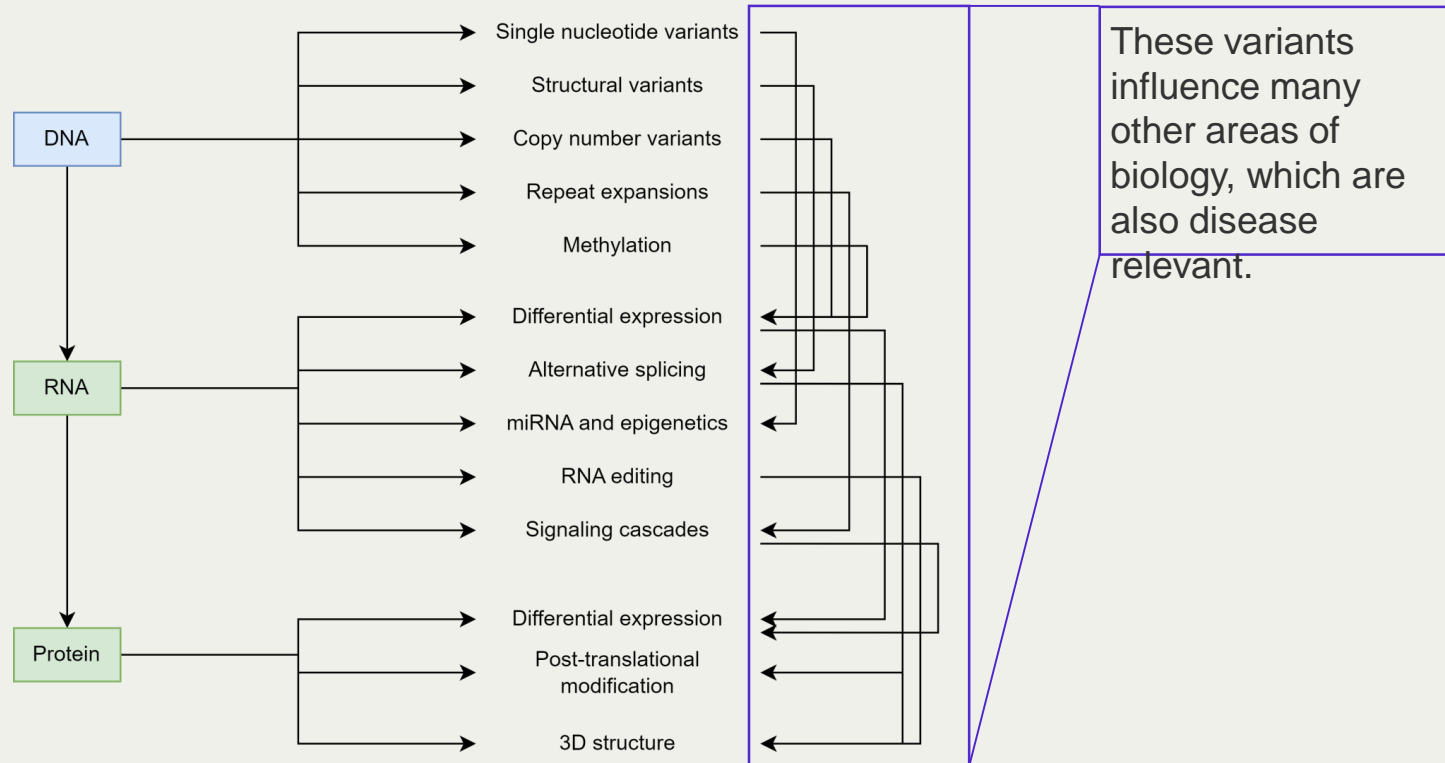 Single nucleotide variants
Structural variants
DNA
Copy number variants
Repeat expansions
Methylation
Differential expression
Alternative splicing
RNA
miRNA and epigenetics
RNA editing
Signaling cascades
Differential expression
Protein
Post-translational
modification
3D structure
These variants
influence many
other areas of
biology, which are
also disease
relevant.